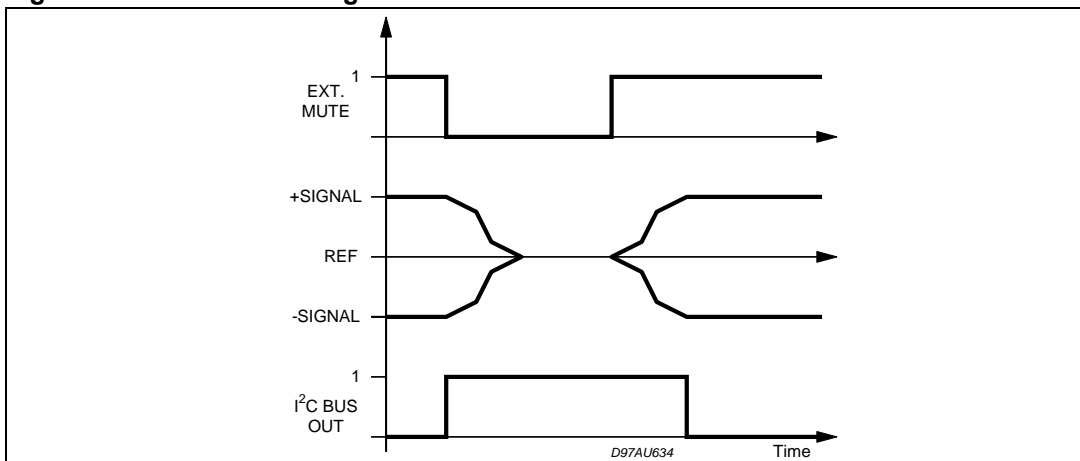 1
EXT.
MUTE
+SIGNAL
REF
-SIGNAL
1
I²C BUS
OUT
D97AU634
Time